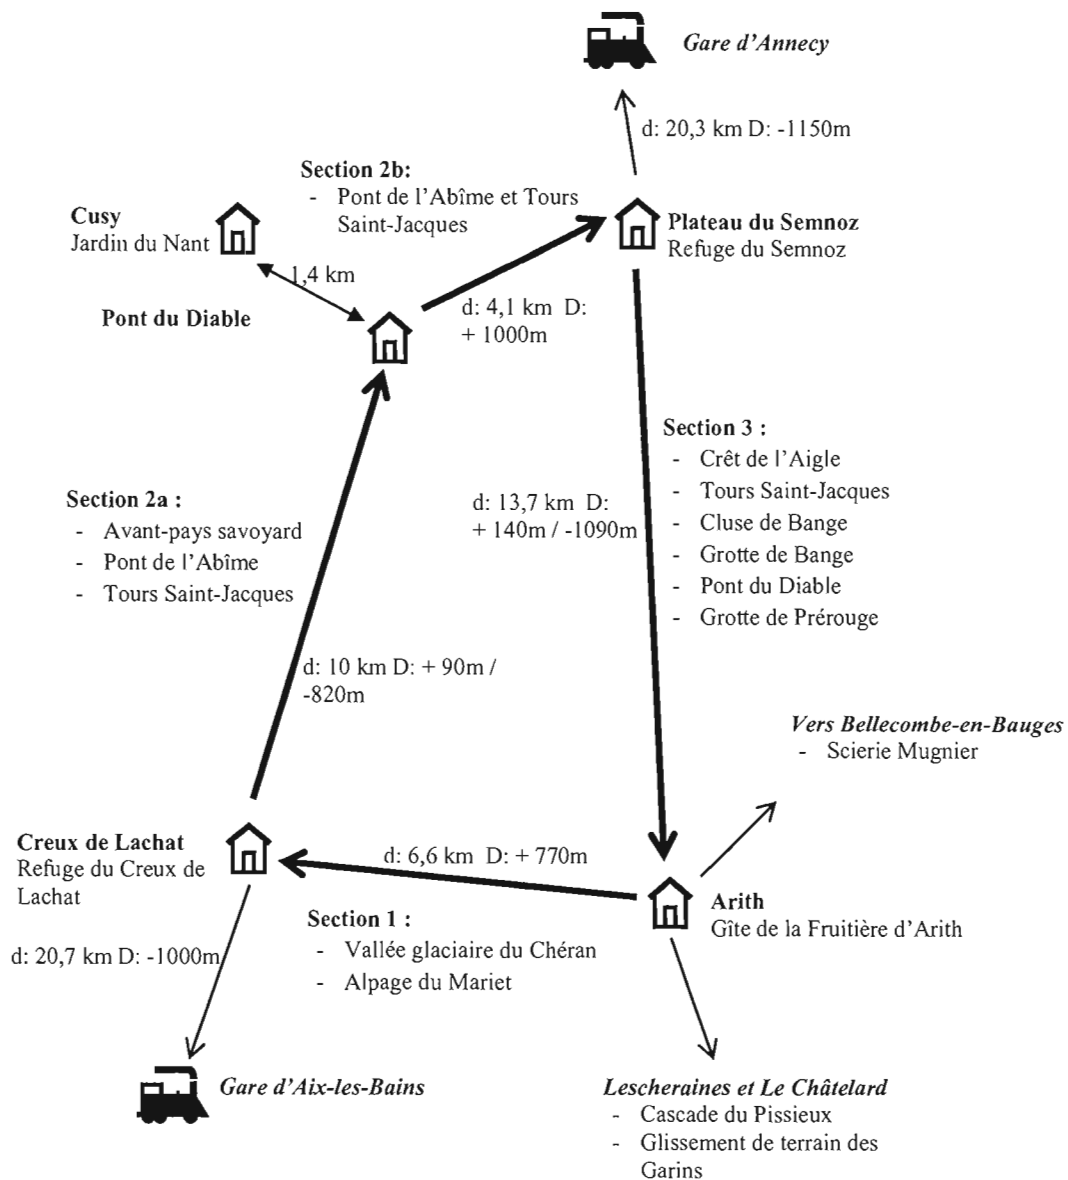 Gare d'Annecy
d: 20,3 km D: -1150m
Section 2b:
- Pont de l'Abîme et Tours
Saint-Jacques
Cusy
Jardin du Nant
Plateau du Semnoz
Refuge du Semnoz
1,4 km
Pont du Diable
d: 4,1 km D:
+ 1000m
Section 3 :
- Crêt de l'Aigle
- Tours Saint-Jacques
- Cluse de Bange
- Grotte de Bange
- Pont du Diable
- Grotte de Prérouge
d: 13,7 km D:
+ 140m / -1090m
Section 2a :
- Avant-pays savoyard
- Pont de l'Abîme
- Tours Saint-Jacques
d: 10 km D: + 90m /
-820m
Vers Bellecombe-en-Bauges
- Scierie Mugnier
Creux de Lachat
Refuge du Creux de
Lachat
d: 6,6 km D: + 770m
Arith
Gîte de la Fruitière d'Arith
Section 1 :
- Vallée glaciaire du Chéran
- Alpage du Mariet
d: 20,7 km D: -1000m
Gare d'Aix-les-Bains
Lescheraines et Le Châtelard
- Cascade du Pissieux
- Glissement de terrain des
Garins